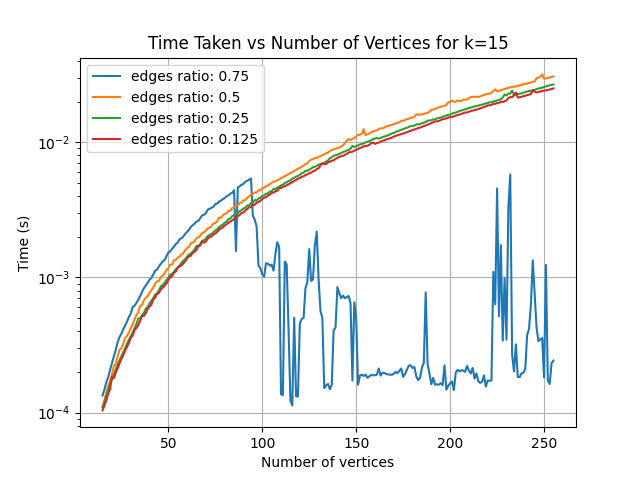 Time Taken vs Number of Vertices for k=15
edges ratio: 0.75
edges ratio: 0.5
edges ratio: 0.25
edges ratio: 0.125
Time (s)
10⁻²
10⁻³
10⁻⁴
50 100 150 200 250
Number of vertices